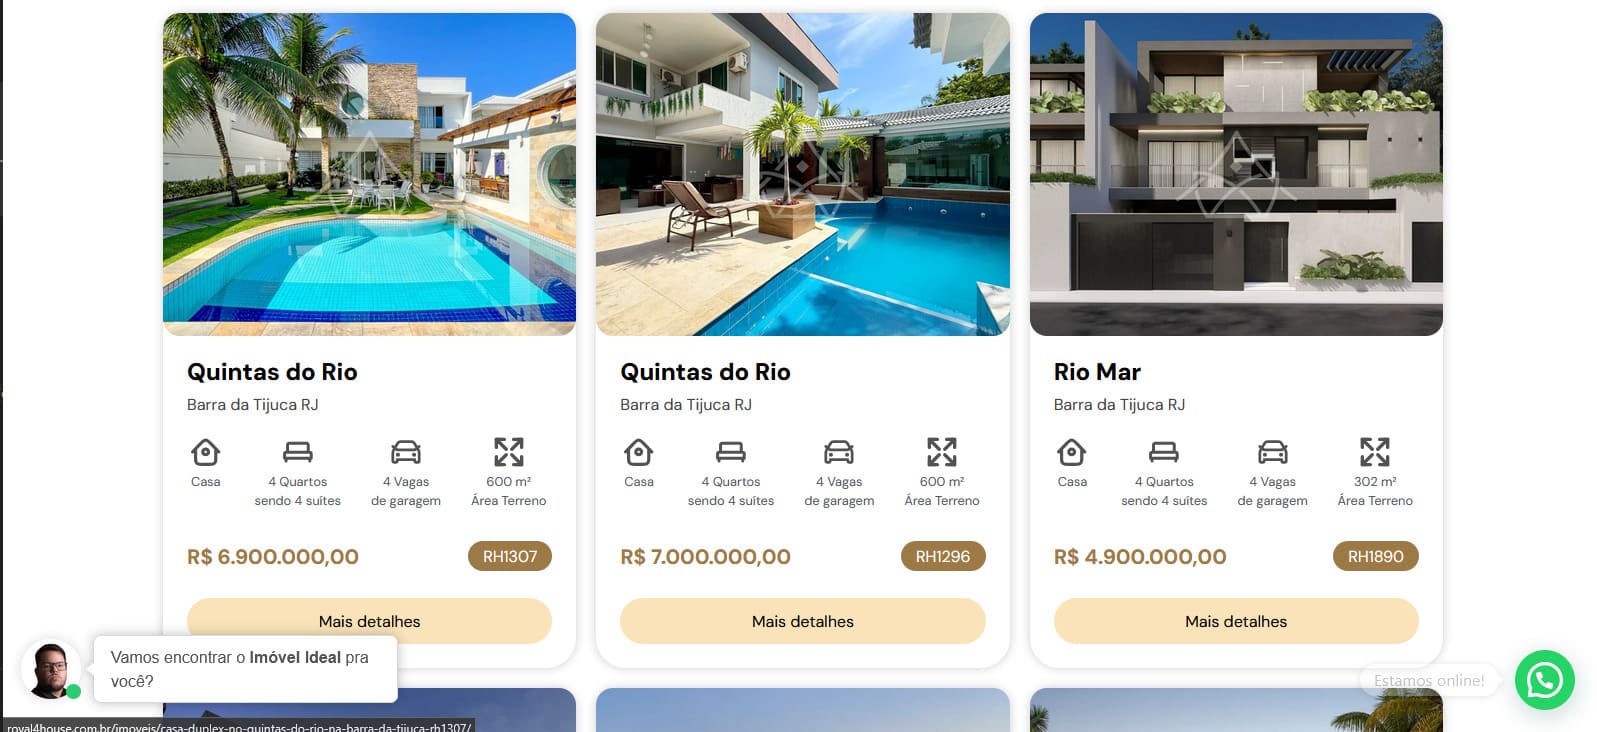 Quintas do Rio
Barra da Tijuca RJ
Casa
4 Quartos
sendo 4 suítes
4 Vagas
de garagem
600 m²
Área Terreno
R$ 6.900.000,00
RH1307
Mais detalhes
Quintas do Rio
Barra da Tijuca RJ
Casa
4 Quartos
sendo 4 suítes
4 Vagas
de garagem
600 m²
Área Terreno
R$ 7.000.000,00
RH1296
Mais detalhes
Rio Mar
Barra da Tijuca RJ
Casa
4 Quartos
sendo 4 suítes
4 Vagas
de garagem
302 m²
Área Terreno
R$ 4.900.000,00
RH1890
Mais detalhes
Vamos encontrar o Imóvel Ideal pra
você?
Estamos online!
royal4house.com.br/imoveis/casa-duplex-no-quintas-do-rio-na-barra-da-tijuca-rh1307/